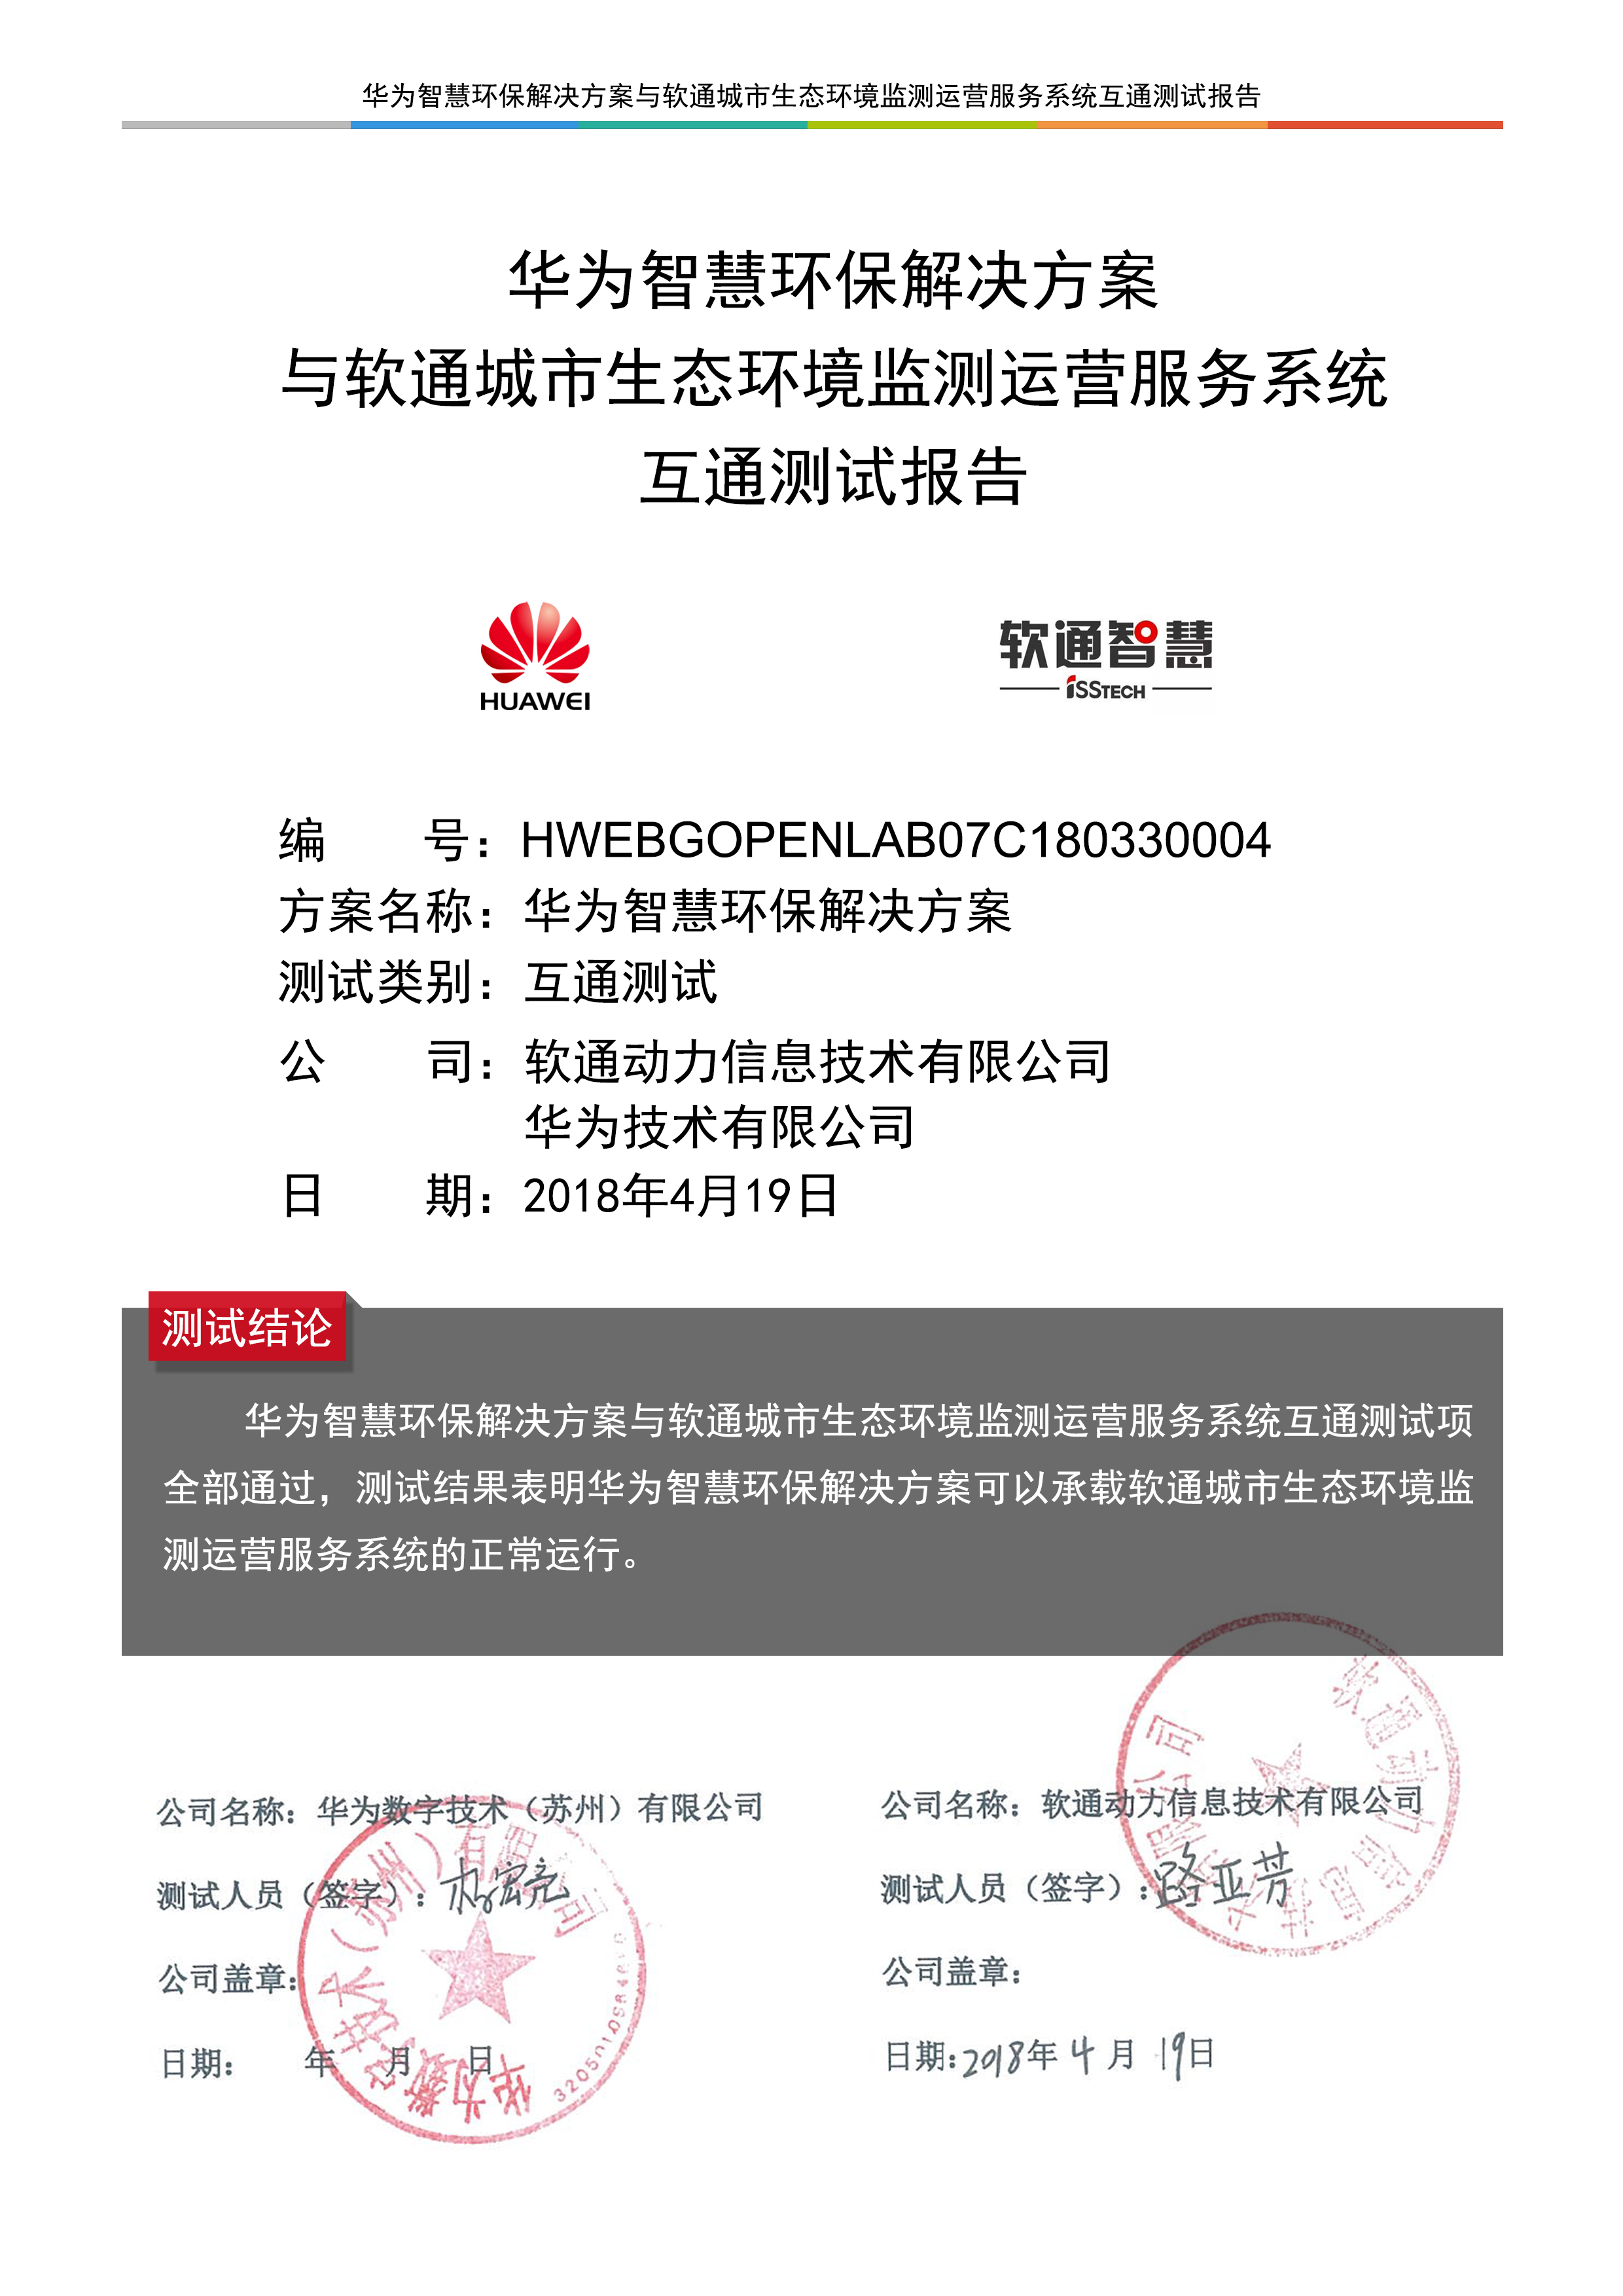 华为智慧环保解决方案与软通城市生态环境监测运营服务系统互通测试报告
华为智慧环保解决方案
与软通城市生态环境监测运营服务系统
互通测试报告
HUAWEI
软通智慧
iSSTECH
编 号：HWEBGOPENLAB07C180330004
方案名称：华为智慧环保解决方案
测试类别：互通测试
公 司：软通动力信息技术有限公司
华为技术有限公司
日 期：2018年4月19日
测试结论
华为智慧环保解决方案与软通城市生态环境监测运营服务系统互通测试项
全部通过，测试结果表明华为智慧环保解决方案可以承载软通城市生态环境监
测运营服务系统的正常运行。
公司名称：华为数字技术（苏州）有限公司
测试人员（签字）：
公司盖章：
日期： 年 月 日
华为数字技术（苏州）有限公司
公司名称：软通动力信息技术有限公司
测试人员（签字）：路亚芳
公司盖章：
日期：2018年4月19日
软通动力信息技术有限公司